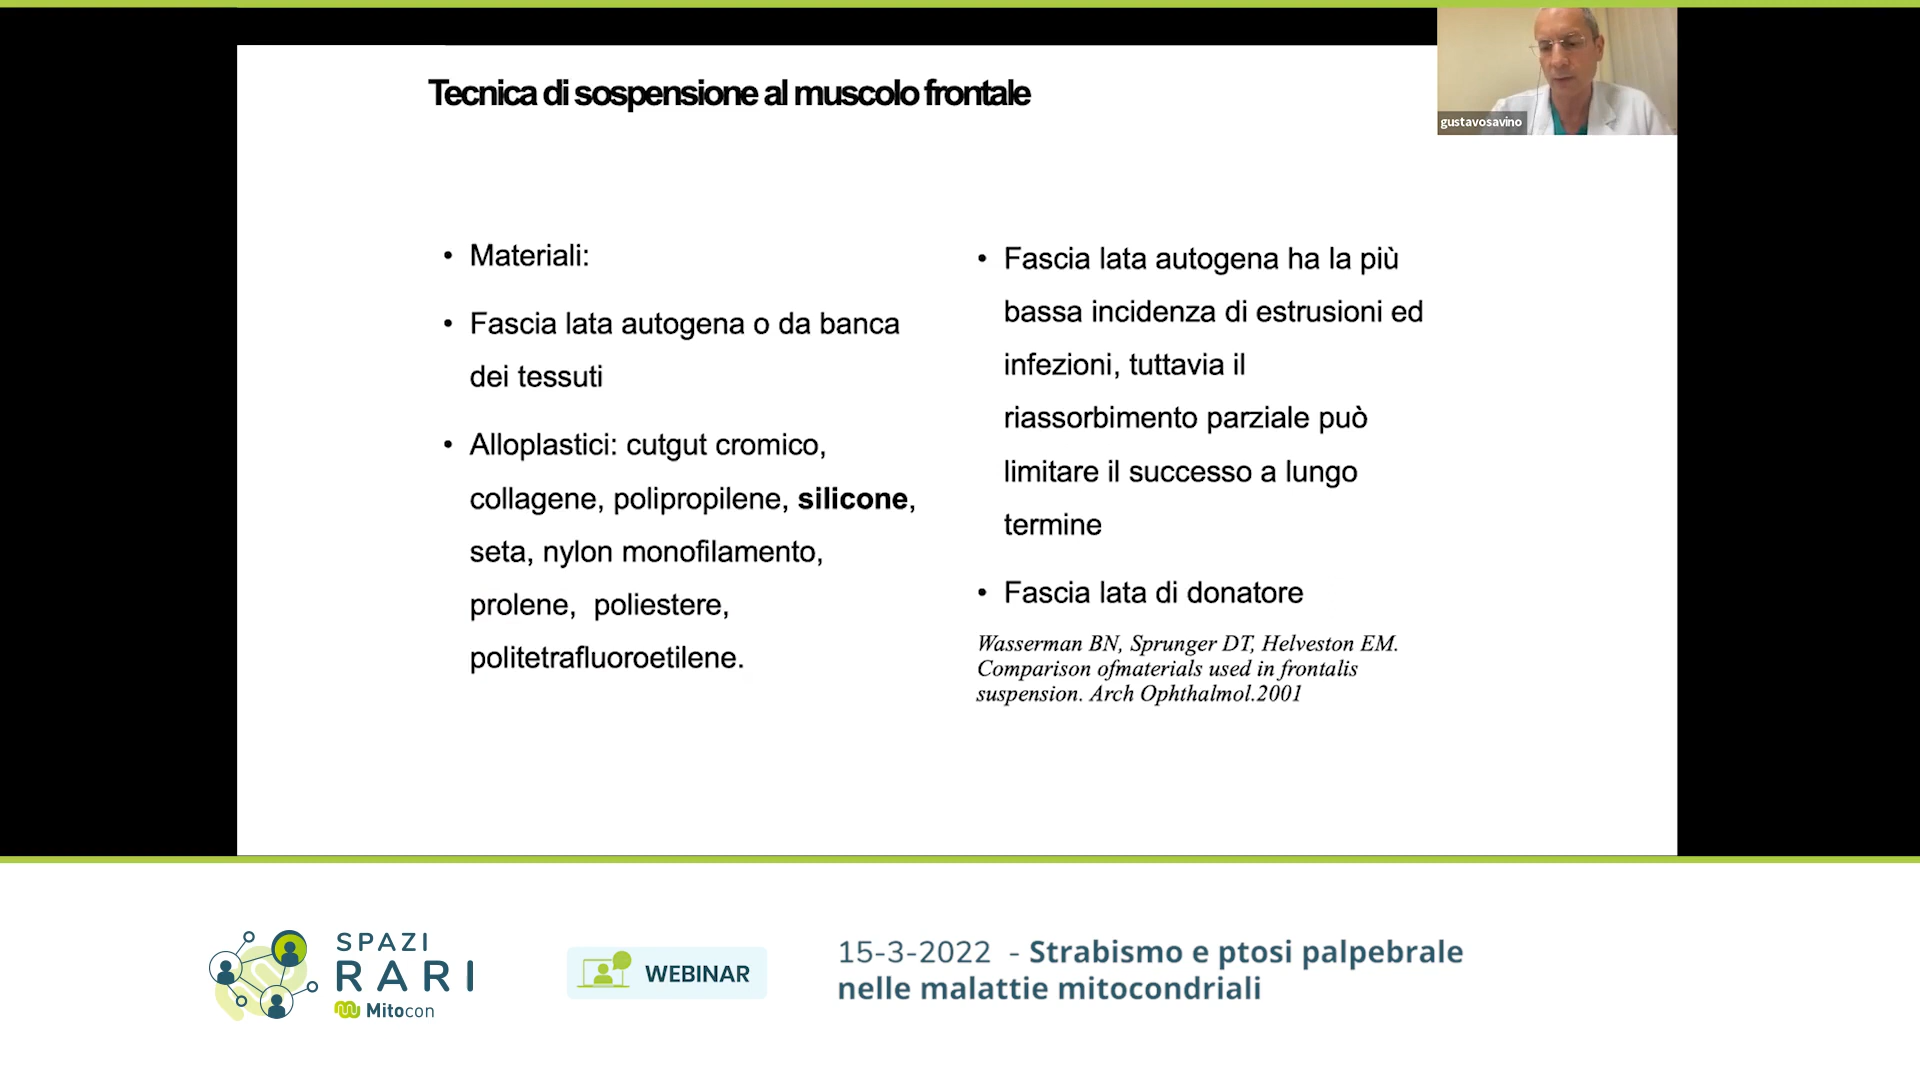 Tecnica di sospensione al muscolo frontale
gustavosavino
• Materiali:
• Fascia lata autogena o da banca
dei tessuti
• Alloplastici: cutgut cromico,
collagene, polipropilene, silicone,
seta, nylon monofilamento,
prolene, poliestere,
politetrafluoroetilene.
• Fascia lata autogena ha la più
bassa incidenza di estrusioni ed
infezioni, tuttavia il
riassorbimento parziale può
limitare il successo a lungo
termine
• Fascia lata di donatore
Wasserman BN, Sprunger DT, Helveston EM.
Comparison ofmaterials used in frontalis
suspension. Arch Ophthalmol.2001
SPAZI
RARI
Mitocon
WEBINAR
15-3-2022 - Strabismo e ptosi palpebrale
nelle malattie mitocondriali